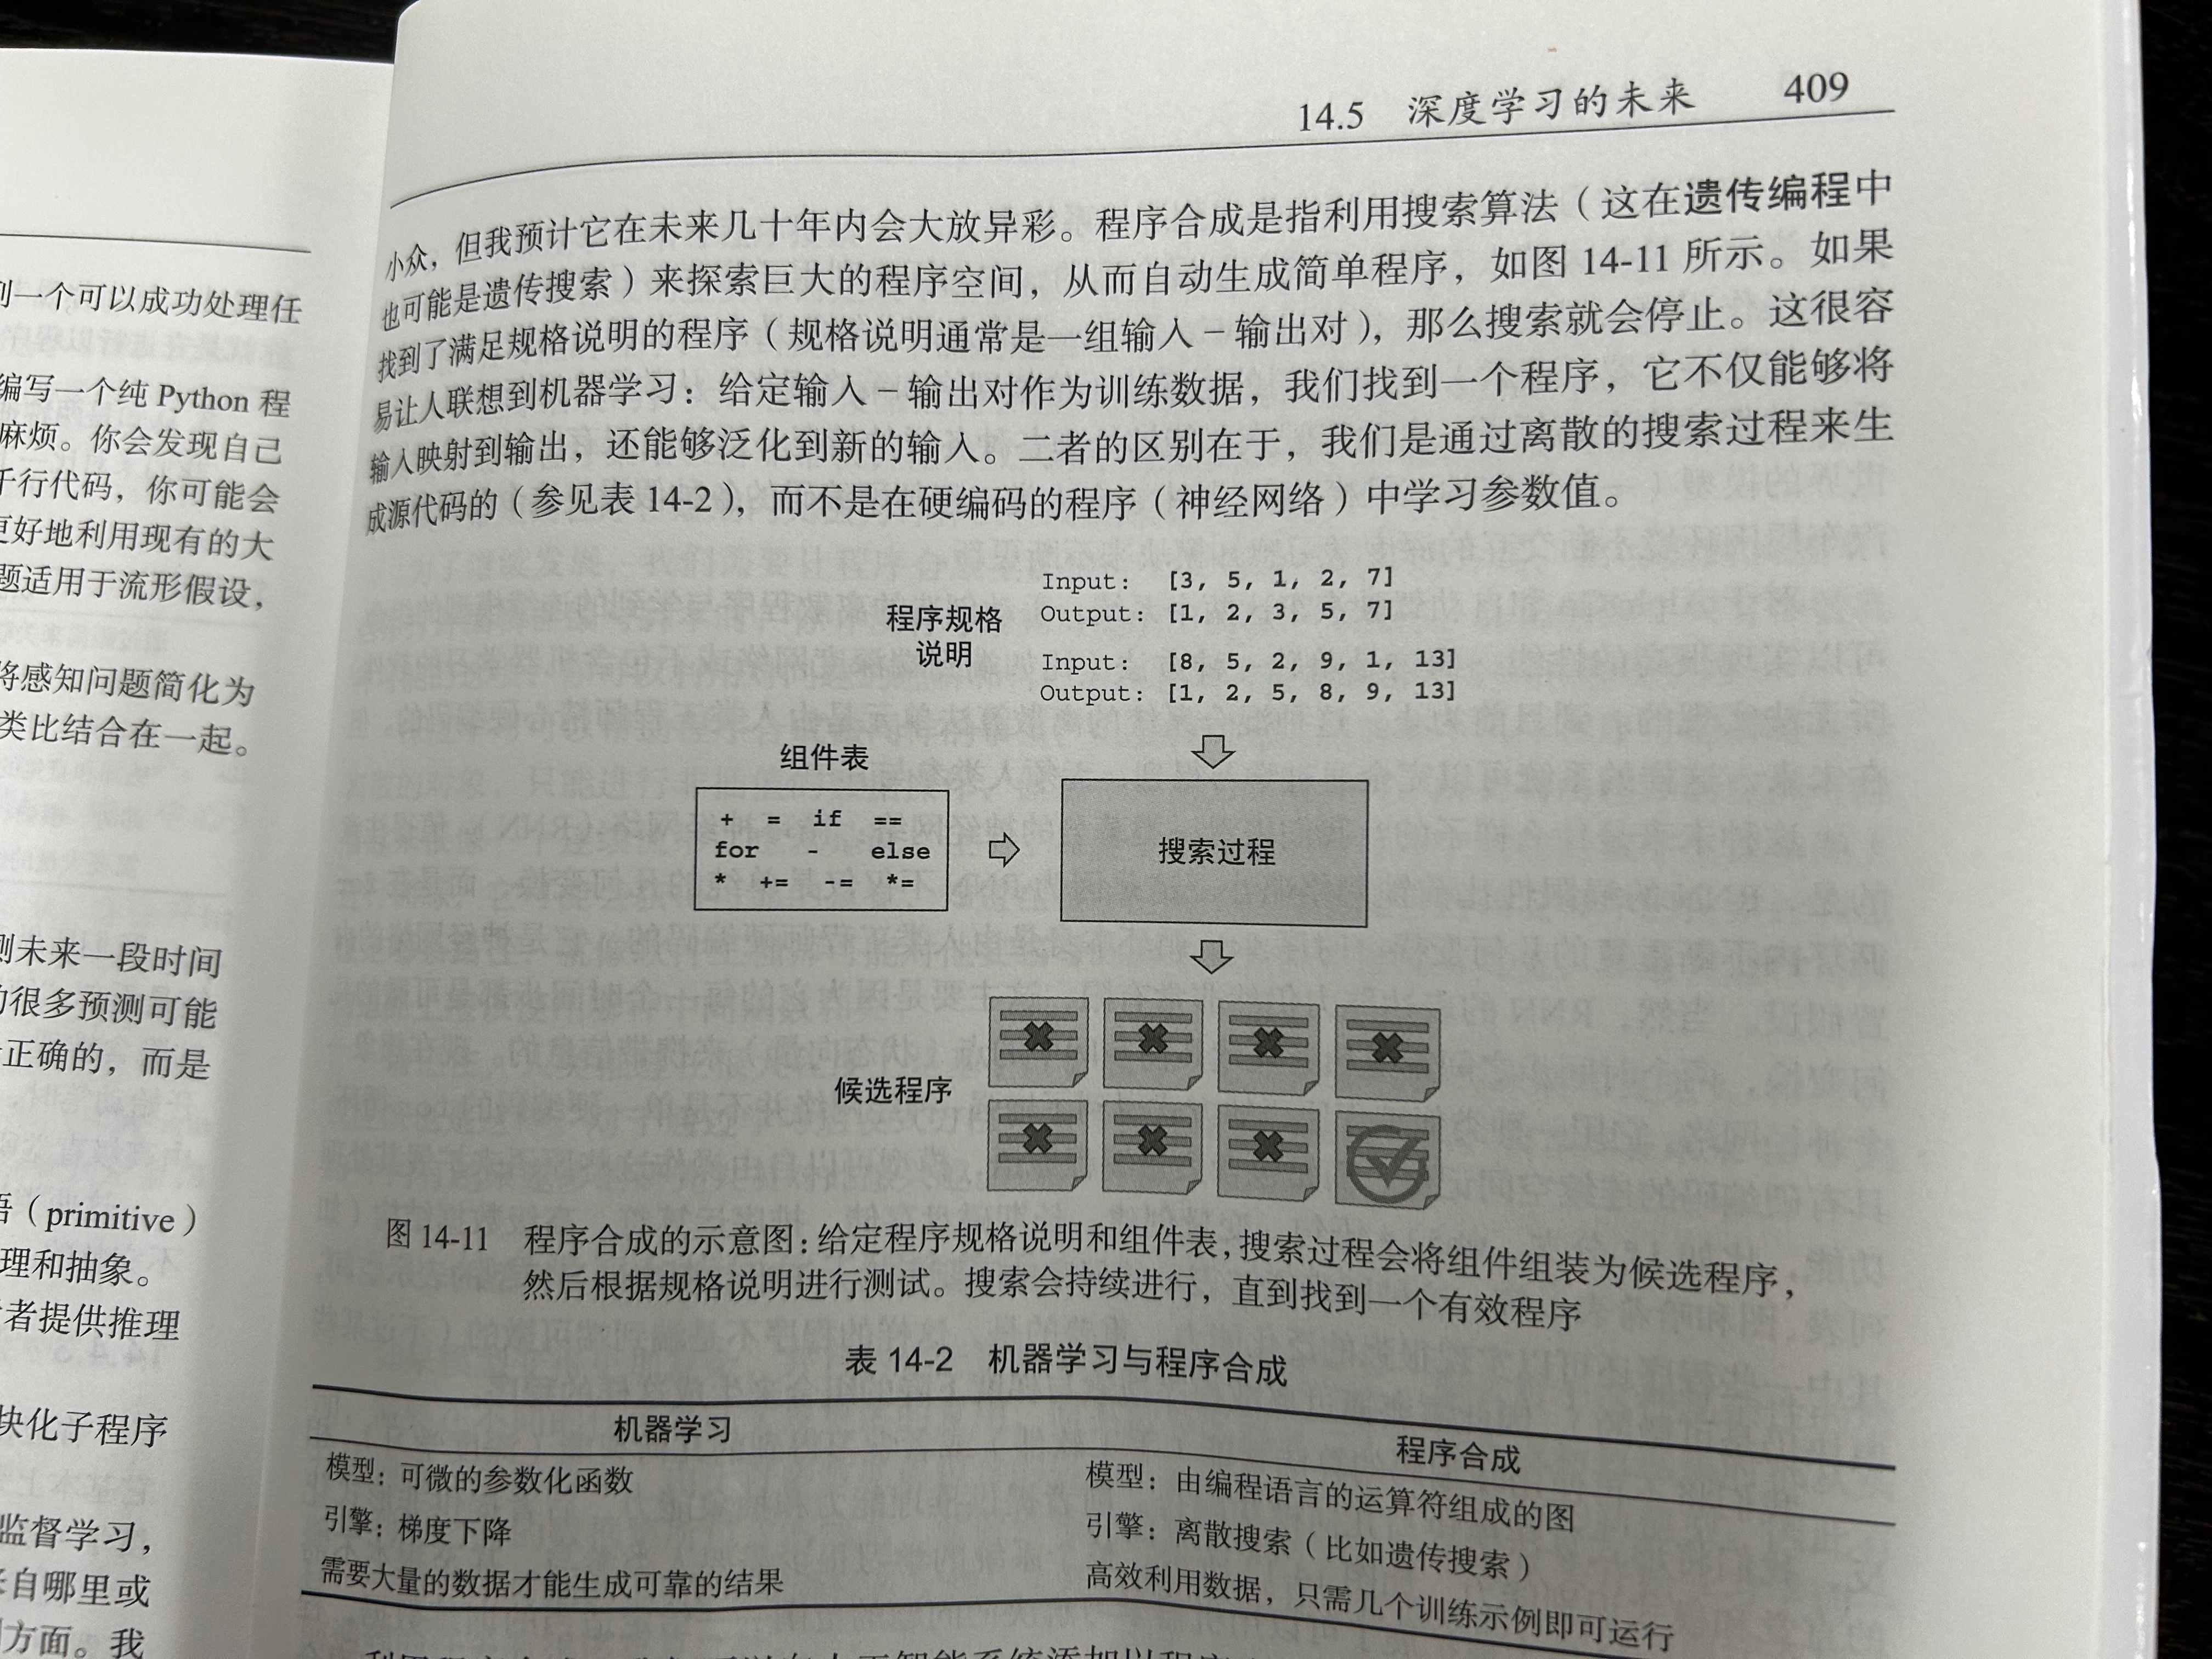 列一个可以成功处理任
编写一个纯 Python 程
麻烦。你会发现自己
千行代码，你可能会
更好地利用现有的大
题适用于流形假设，
将感知问题简化为
类比结合在一起。
测未来一段时间
的很多预测可能
正确的，而是
语（primitive）
理和抽象。
者提供推理
块化子程序
监督学习，
来自哪里或
方面。我
14.5 深度学习的未来 409
小众，但我预计它在未来几十年内会大放异彩。程序合成是指利用搜索算法（这在遗传编程中
也可能是遗传搜索）来探索巨大的程序空间，从而自动生成简单程序，如图 14-11 所示。如果
找到了满足规格说明的程序（规格说明通常是一组输入－输出对），那么搜索就会停止。这很容
易让人联想到机器学习：给定输入－输出对作为训练数据，我们找到一个程序，它不仅能够将
输入映射到输出，还能够泛化到新的输入。二者的区别在于，我们是通过离散的搜索过程来生
成源代码的（参见表 14-2），而不是在硬编码的程序（神经网络）中学习参数值。
程序规格
说明
Input: [3, 5, 1, 2, 7]
Output: [1, 2, 3, 5, 7]
Input: [8, 5, 2, 9, 1, 13]
Output: [1, 2, 5, 8, 9, 13]
组件表
+ = if ==
for - else
* += -= *=
搜索过程
候选程序
图 14-11 程序合成的示意图：给定程序规格说明和组件表，搜索过程会将组件组装为候选程序，
然后根据规格说明进行测试。搜索会持续进行，直到找到一个有效程序
表 14-2 机器学习与程序合成
机器学习 程序合成
模型：可微的参数化函数 模型：由编程语言的运算符组成的图
引擎：梯度下降 引擎：离散搜索（比如遗传搜索）
需要大量的数据才能生成可靠的结果 高效利用数据，只需几个训练示例即可运行